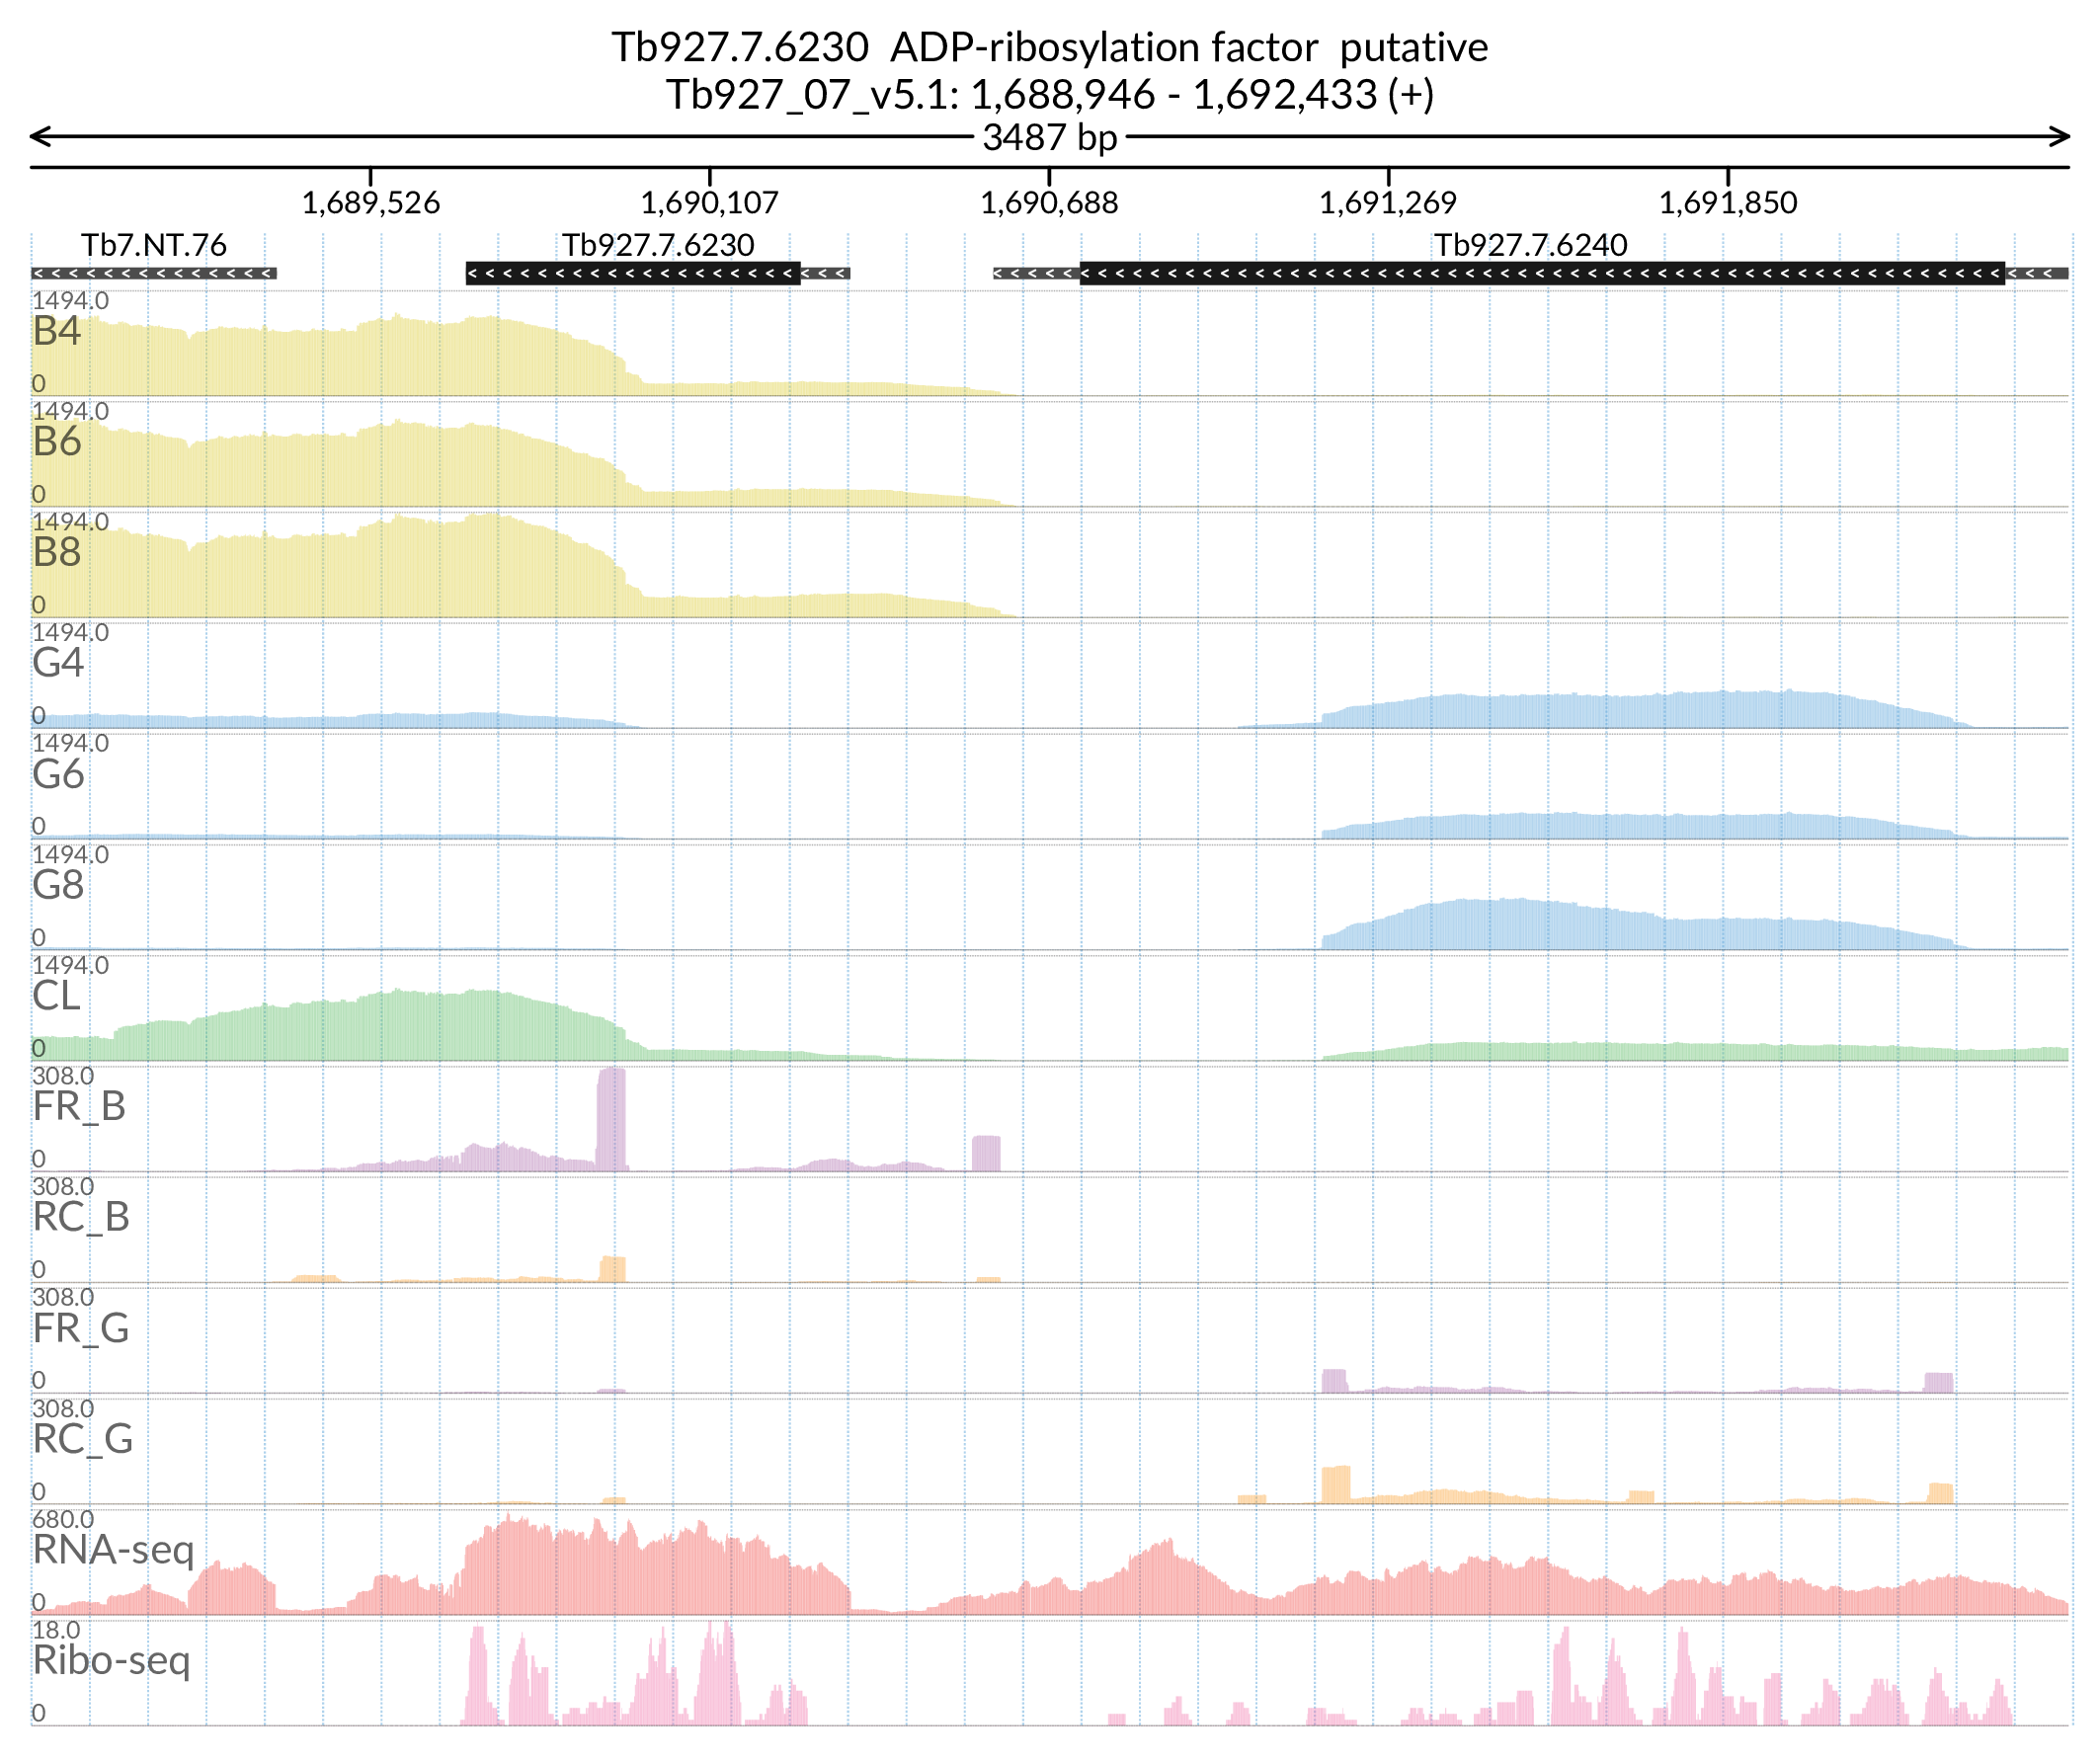 Tb927.7.6230 ADP-ribosylation factor putative
Tb927_07_v5.1: 1,688,946 - 1,692,433 (+)
3487 bp
1,689,526 1,690,107 1,690,688 1,691,269 1,691,850
Tb7.NT.76 Tb927.7.6230 Tb927.7.6240
1494.0
B4
0
1494.0
B6
0
1494.0
B8
0
1494.0
G4
0
1494.0
G6
0
1494.0
G8
0
1494.0
CL
0
308.0
FR_B
0
308.0
RC_B
0
308.0
FR_G
0
308.0
RC_G
0
680.0
RNA-seq
0
18.0
Ribo-seq
0